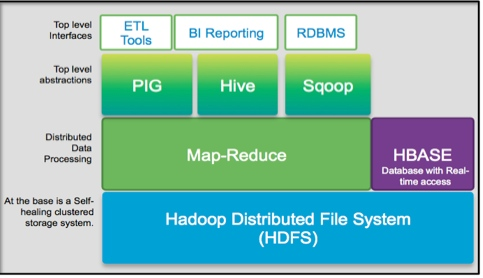 Top level
Interfaces
ETL
Tools
BI Reporting
RDBMS
Top level
abstractions
PIG
Hive
Sqoop
Distributed
Data
Processing
Map-Reduce
HBASE
Database with Real-
time access
At the base is a Self-
healing clustered
storage system.
Hadoop Distributed File System
(HDFS)